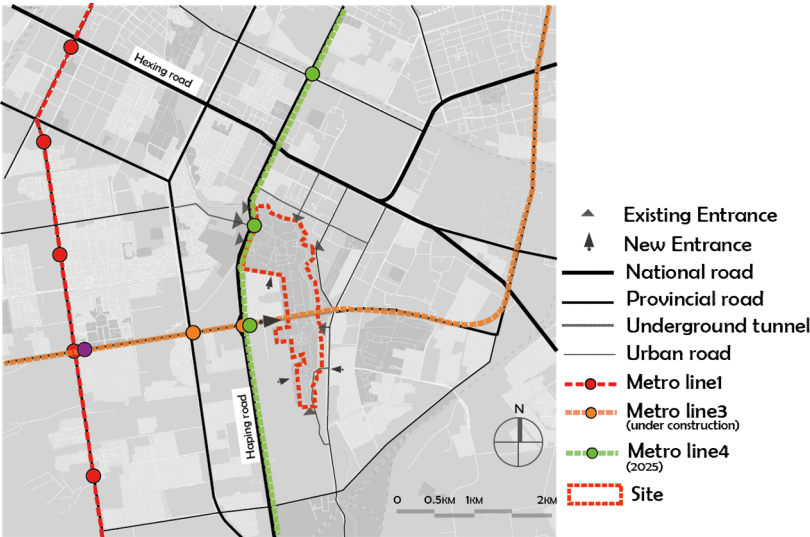 Hexing road
Haping road
N
0 0.5KM 1KM 2KM
Existing Entrance
New Entrance
National road
Provincial road
Underground tunnel
Urban road
Metro line1
Metro line3
(under construction)
Metro line4
(2025)
Site